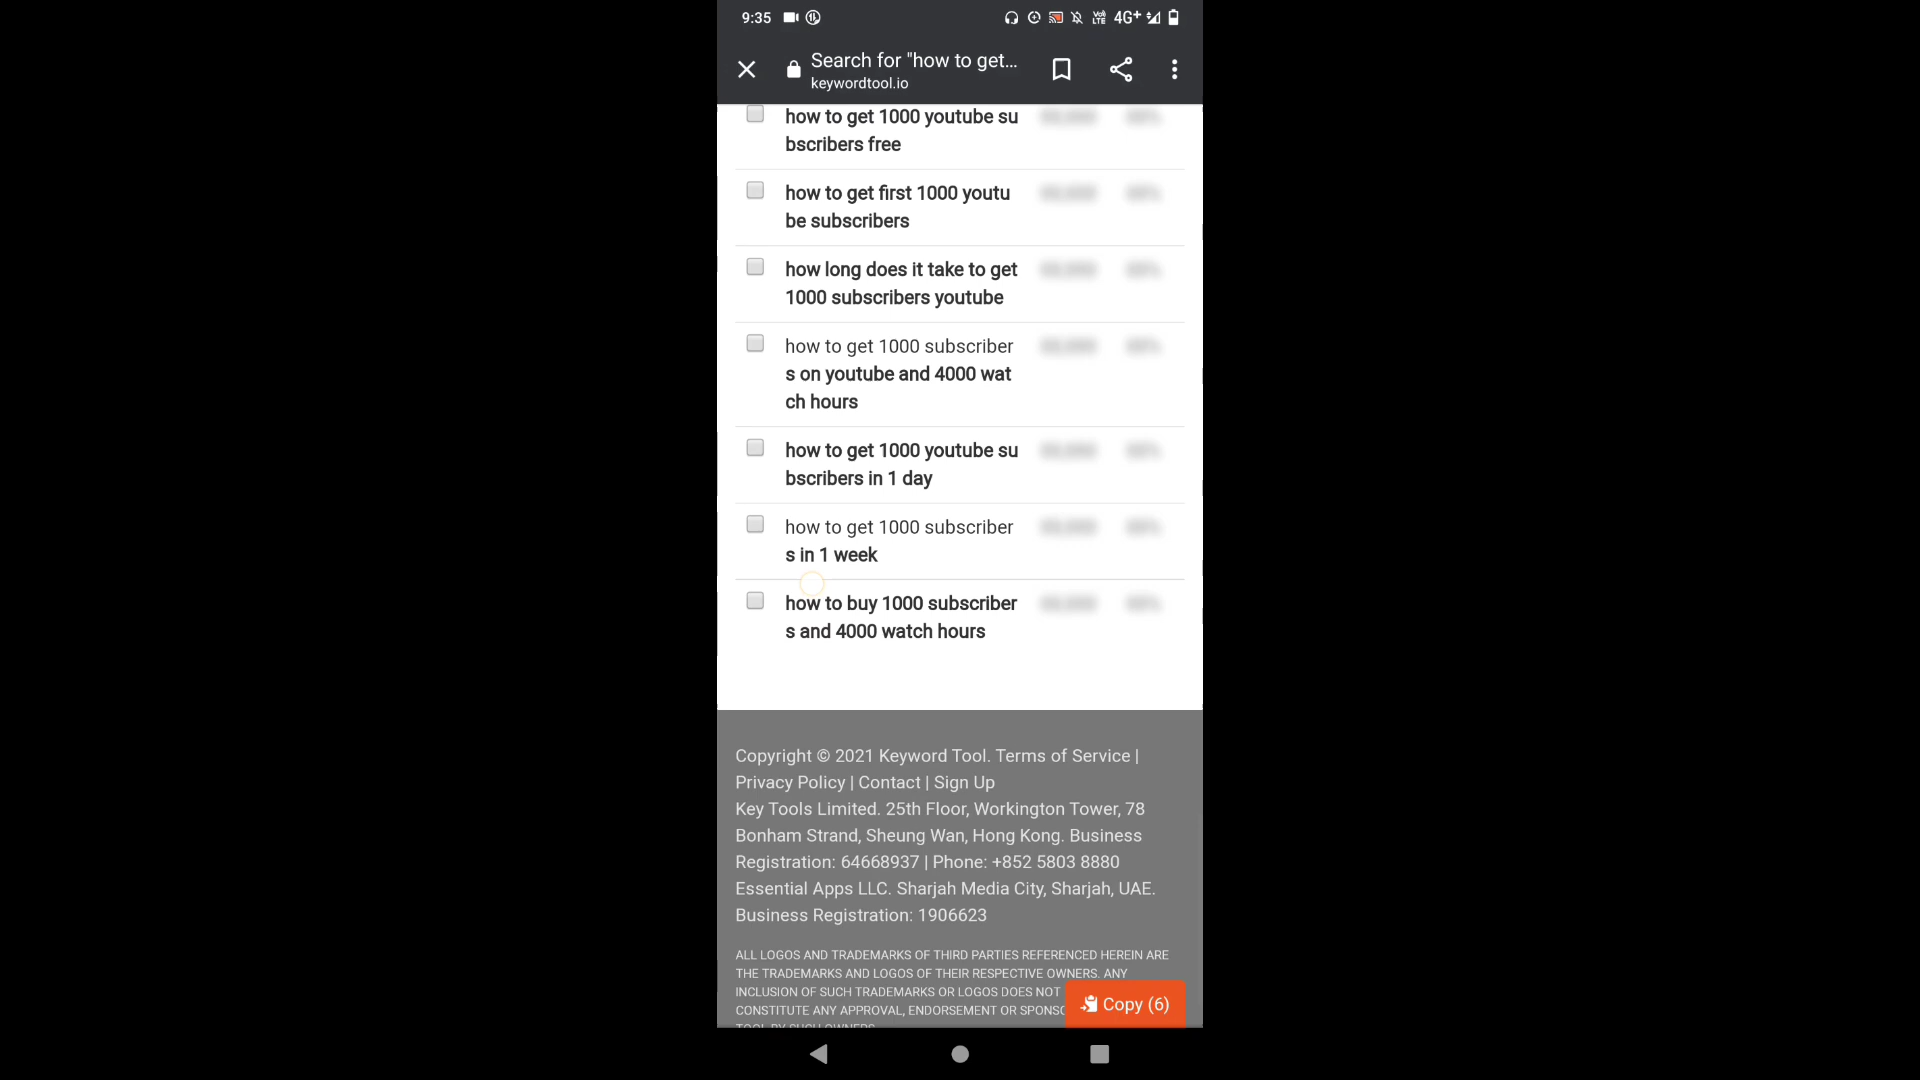 9:35
4G+
Search for "how to get...
keywordtool.io
how to get 1000 youtube su
bscribers free
how to get first 1000 youtu
be subscribers
how long does it take to get
1000 subscribers youtube
how to get 1000 subscriber
s on youtube and 4000 wat
ch hours
how to get 1000 youtube su
bscribers in 1 day
how to get 1000 subscriber
s in 1 week
how to buy 1000 subscriber
s and 4000 watch hours
Copyright © 2021 Keyword Tool. Terms of Service |
Privacy Policy | Contact | Sign Up
Key Tools Limited. 25th Floor, Workington Tower, 78
Bonham Strand, Sheung Wan, Hong Kong. Business
Registration: 64668937 | Phone: +852 5803 8880
Essential Apps LLC. Sharjah Media City, Sharjah, UAE.
Business Registration: 1906623
ALL LOGOS AND TRADEMARKS OF THIRD PARTIES REFERENCED HEREIN ARE
THE TRADEMARKS AND LOGOS OF THEIR RESPECTIVE OWNERS. ANY
INCLUSION OF SUCH TRADEMARKS OR LOGOS DOES NOT
CONSTITUTE ANY APPROVAL, ENDORSEMENT OR SPONSO
Copy (6)